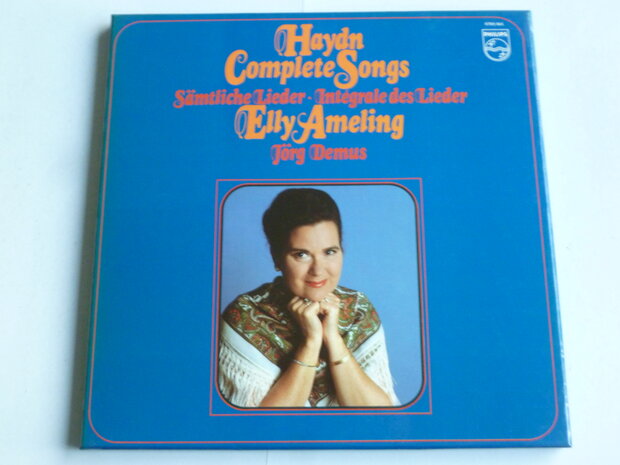 Haydn
PHILIPS
Complete Songs
Sämtliche Lieder · Intégrale des Lieder
Elly Ameling
Jörg Demus